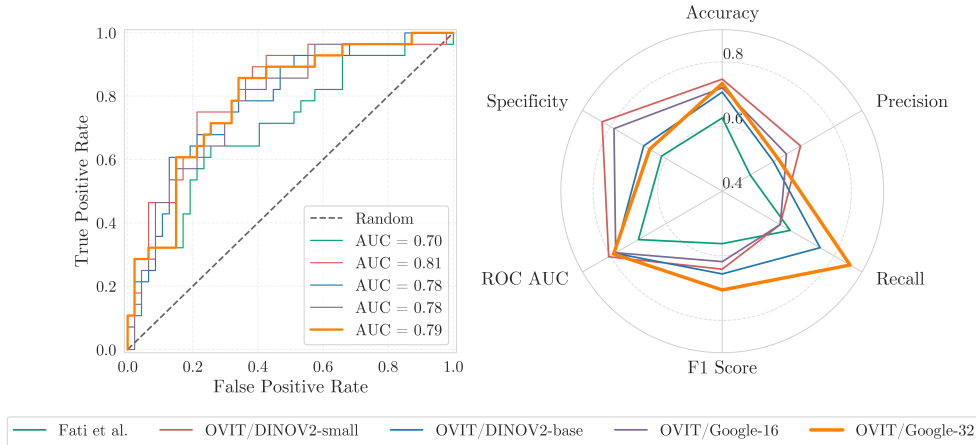 True Positive Rate
1.0
0.8
0.6
0.4
0.2
0.0
0.0
0.2
0.4
0.6
0.8
1.0
False Positive Rate
Random
AUC = 0.70
AUC = 0.81
AUC = 0.78
AUC = 0.78
AUC = 0.79
Accuracy
Precision
Recall
F1 Score
ROC AUC
Specificity
0.8
0.6
0.4
Fati et al.
OVIT/DINOV2-small
OVIT/DINOV2-base
OVIT/Google-16
OVIT/Google-32